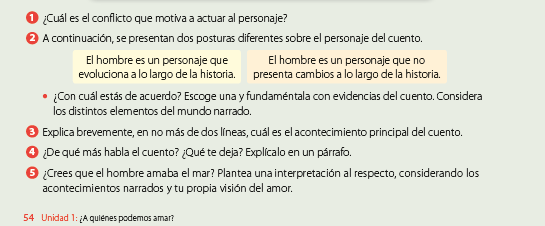 1 ¿Cuál es el conflicto que motiva a actuar al personaje?
2 A continuación, se presentan dos posturas diferentes sobre el personaje del cuento.
El hombre es un personaje que
evoluciona a lo largo de la historia.
El hombre es un personaje que no
presenta cambios a lo largo de la historia.
• ¿Con cuál estás de acuerdo? Escoge una y fundaméntala con evidencias del cuento. Considera
los distintos elementos del mundo narrado.
3 Explica brevemente, en no más de dos líneas, cuál es el acontecimiento principal del cuento.
4 ¿De qué más habla el cuento? ¿Qué te deja? Explícalo en un párrafo.
5 ¿Crees que el hombre amaba el mar? Plantea una interpretación al respecto, considerando los
acontecimientos narrados y tu propia visión del amor.
54 Unidad 1: ¿A quiénes podemos amar?